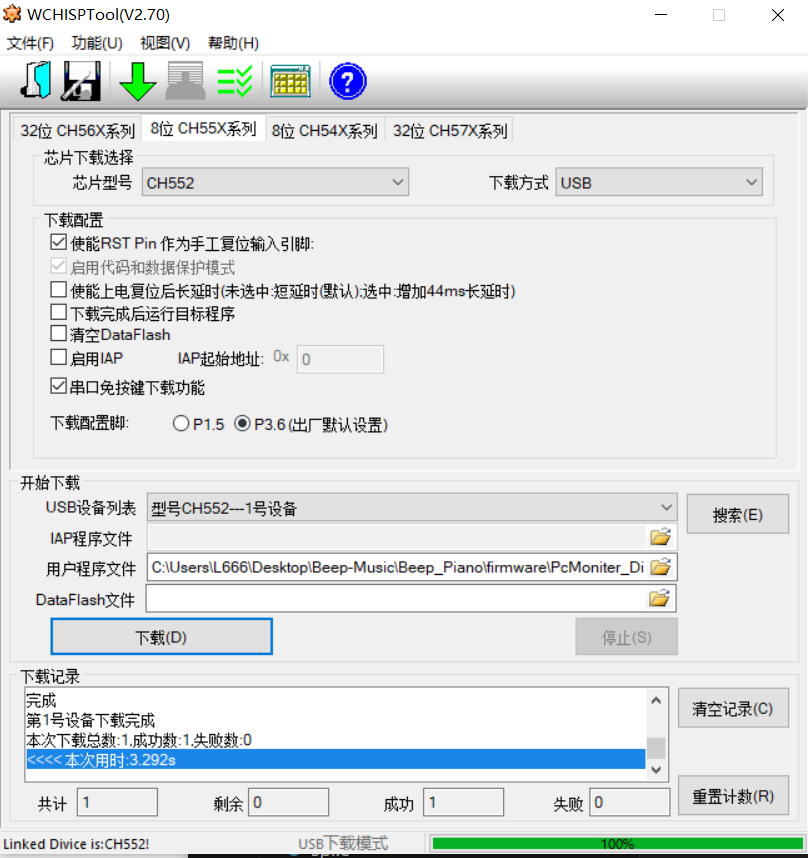 WCHISPTool(V2.70)
文件(F) 功能(U) 视图(V) 帮助(H)
32位 CH56X系列 8位 CH55X系列 8位 CH54X系列 32位 CH57X系列
芯片下载选择
芯片型号 CH552 下载方式 USB
下载配置
使能RST Pin 作为手工复位输入引脚:
启用代码和数据保护模式
使能上电复位后长延时(未选中:短延时(默认);选中:增加44ms长延时)
下载完成后运行目标程序
清空DataFlash
启用IAP IAP起始地址: 0x 0
串口免按键下载功能
下载配置脚: P1.5 P3.6(出厂默认设置)
开始下载
USB设备列表 型号CH552---1号设备 搜索(E)
IAP程序文件
用户程序文件 C:\Users\L666\Desktop\Beep-Music\Beep_Piano\firmware\PcMoniter_Di
DataFlash文件
下载(D) 停止(S)
下载记录
完成
第1号设备下载完成
本次下载总数:1,成功数:1,失败数:0
<<<< 本次用时:3.292s
清空记录(C)
共计 1 剩余 0 成功 1 失败 0 重置计数(R)
Linked Divice is:CH552! USB下载模式 100%